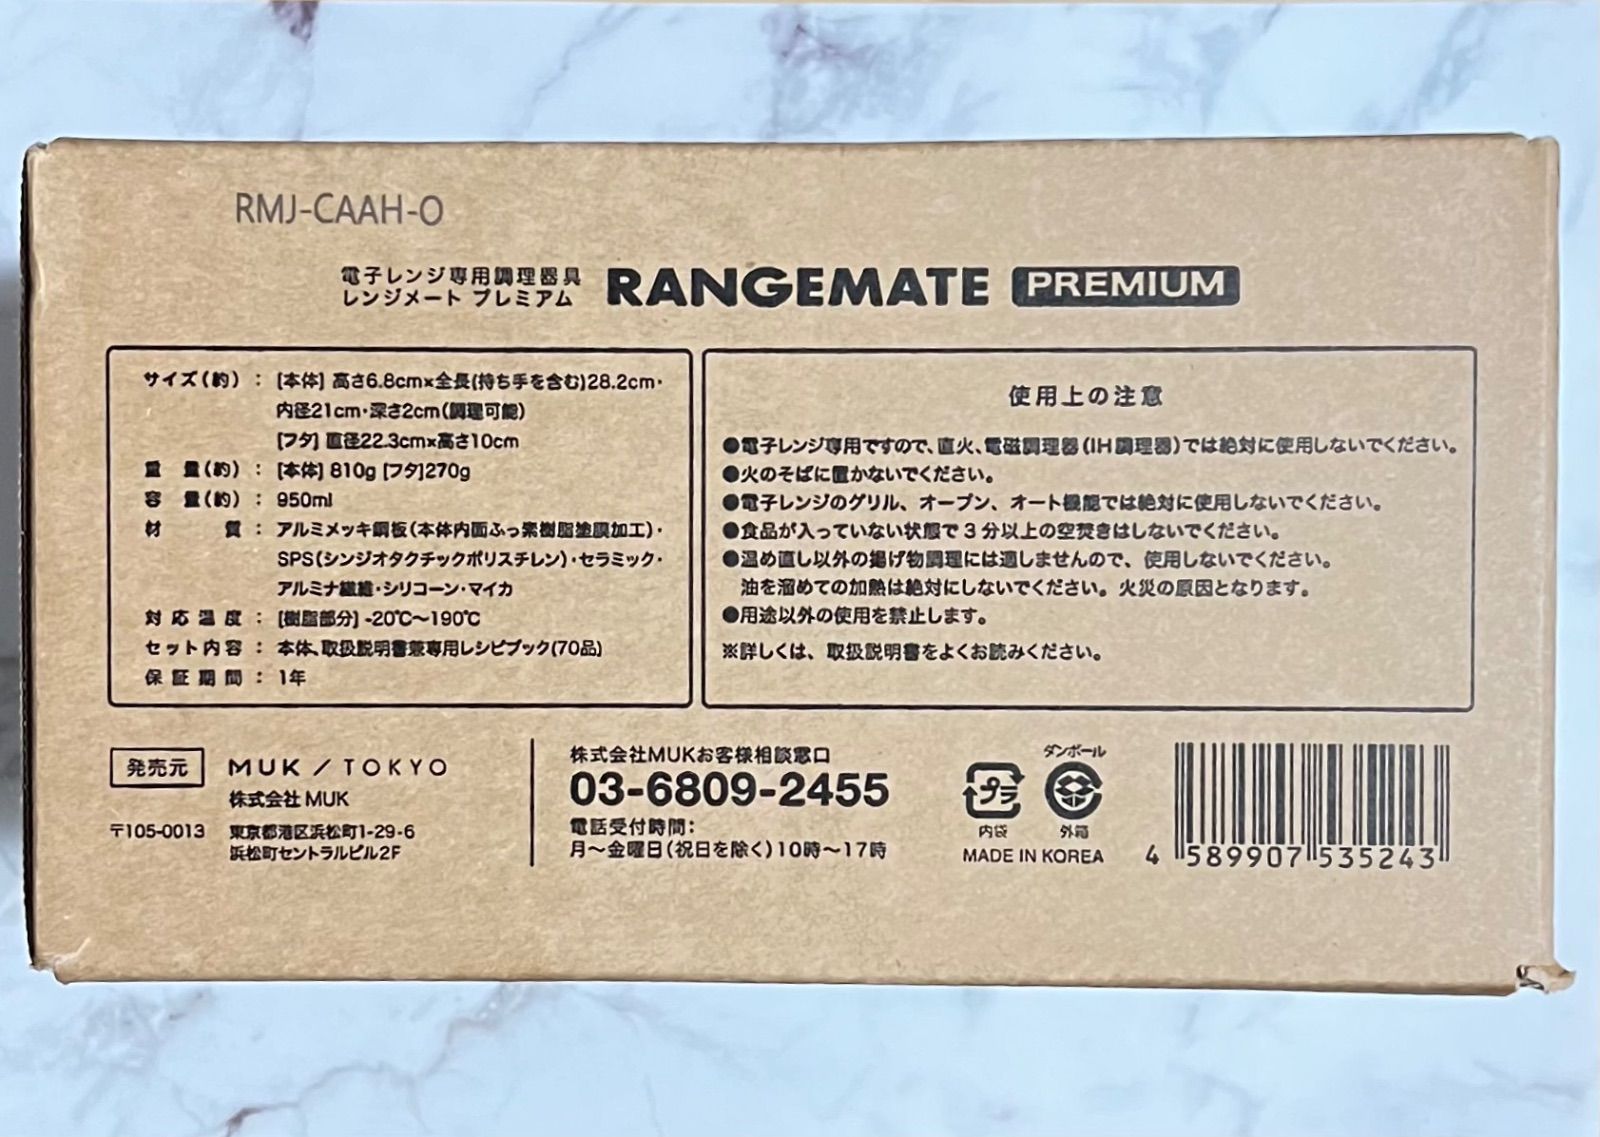 RMJ-CAAH-O
電子レンジ専用調理器具
レンジメート プレミアム
RANGEMATE PREMIUM
サイズ(約) : [本体] 高さ6.8cm×全長(持ち手を含む)28.2cm・
内径21cm・深さ2cm(調理可能)
[フタ] 直径22.3cm×高さ10cm
重 量(約) : [本体] 810g [フタ]270g
容 量(約) : 950ml
材 質 : アルミメッキ鋼板(本体内面ふっ素樹脂塗膜加工)・
SPS(シンジオタクチックポリスチレン)・セラミック・
アルミナ繊維・シリコーン・マイカ
対応温度 : [樹脂部分] -20℃〜190℃
セット内容 : 本体、取扱説明書兼専用レシピブック(70品)
保証期間 : 1年
使用上の注意
●電子レンジ専用ですので、直火、電磁調理器(IH調理器)では絶対に使用しないでください。
●火のそばに置かないでください。
●電子レンジのグリル、オーブン、オート機能では絶対に使用しないでください。
●食品が入っていない状態で3分以上の空焚きはしないでください。
●温め直し以外の揚げ物調理には適しませんので、使用しないでください。
油を溜めての加熱は絶対にしないでください。火災の原因となります。
●用途以外の使用を禁止します。
※詳しくは、取扱説明書をよくお読みください。
発売元 MUK / TOKYO
株式会社 MUK
〒105-0013 東京都港区浜松町1-29-6
浜松町セントラルビル2F
株式会社MUKお客様相談窓口
03-6809-2455
電話受付時間:
月〜金曜日(祝日を除く)10時〜17時
ダンボール
プラ
内袋 外箱
MADE IN KOREA
4 589907 535243